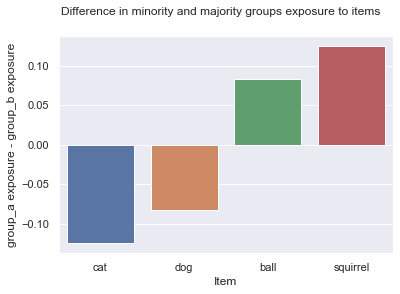 Difference in minority and majority groups exposure to items
group_a exposure - group_b exposure
0.10
0.05
0.00
−0.05
−0.10
cat dog ball squirrel
Item